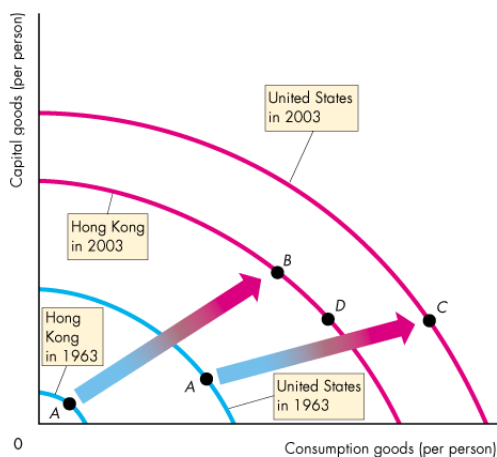 Capital goods (per person)
United States
in 2003
Hong Kong
in 2003
B
D
C
Hong
Kong
in 1963
A
A
United States
in 1963
0
Consumption goods (per person)